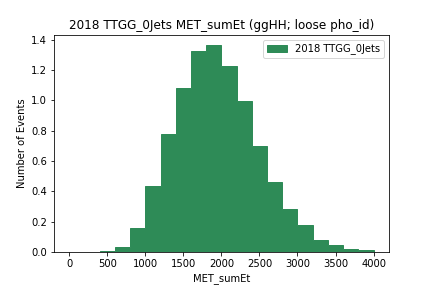 2018 TTGG_0Jets MET_sumEt (ggHH; loose pho_id)
2018 TTGG_0Jets
Number of Events
1.4
1.2
1.0
0.8
0.6
0.4
0.2
0.0
0 500 1000 1500 2000 2500 3000 3500 4000
MET_sumEt